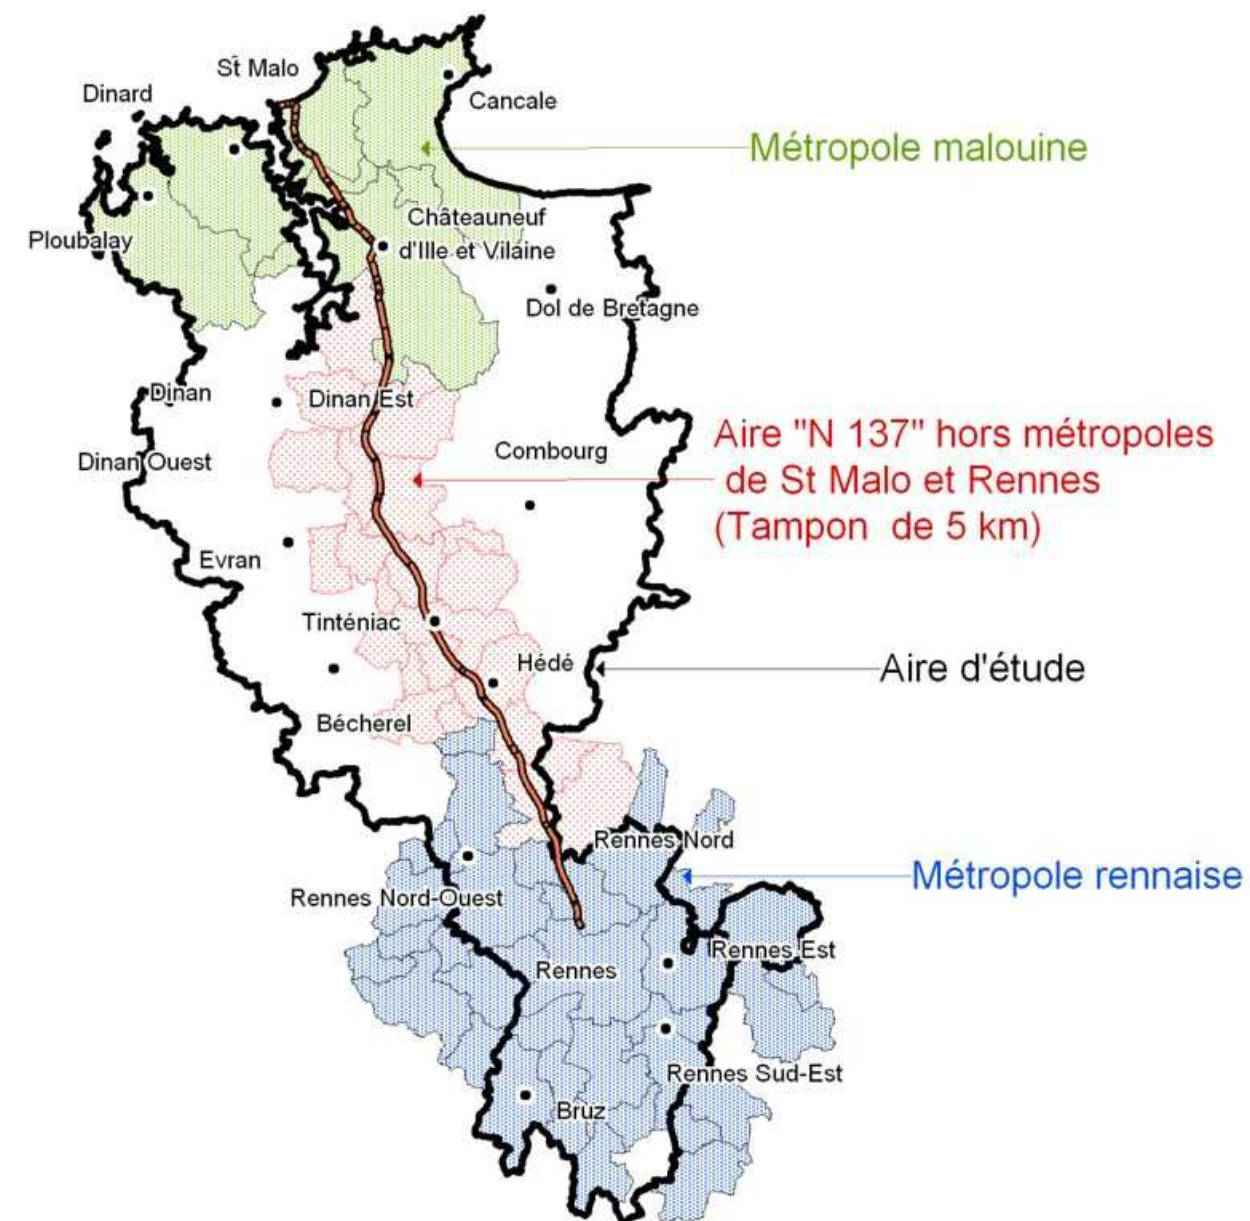 St Malo
Dinard
Cancale
Métropole malouine
Châteauneuf
d'Ille et Vilaine
Ploubalay
Dol de Bretagne
Dinan
Dinan Est
Aire "N 137" hors métropoles
de St Malo et Rennes
(Tampon de 5 km)
Combourg
Dinan Ouest
Evran
Tinténiac
Hédé
Aire d'étude
Bécherel
Rennes Nord
Métropole rennaise
Rennes Nord-Ouest
Rennes Est
Rennes
Rennes Sud-Est
Bruz